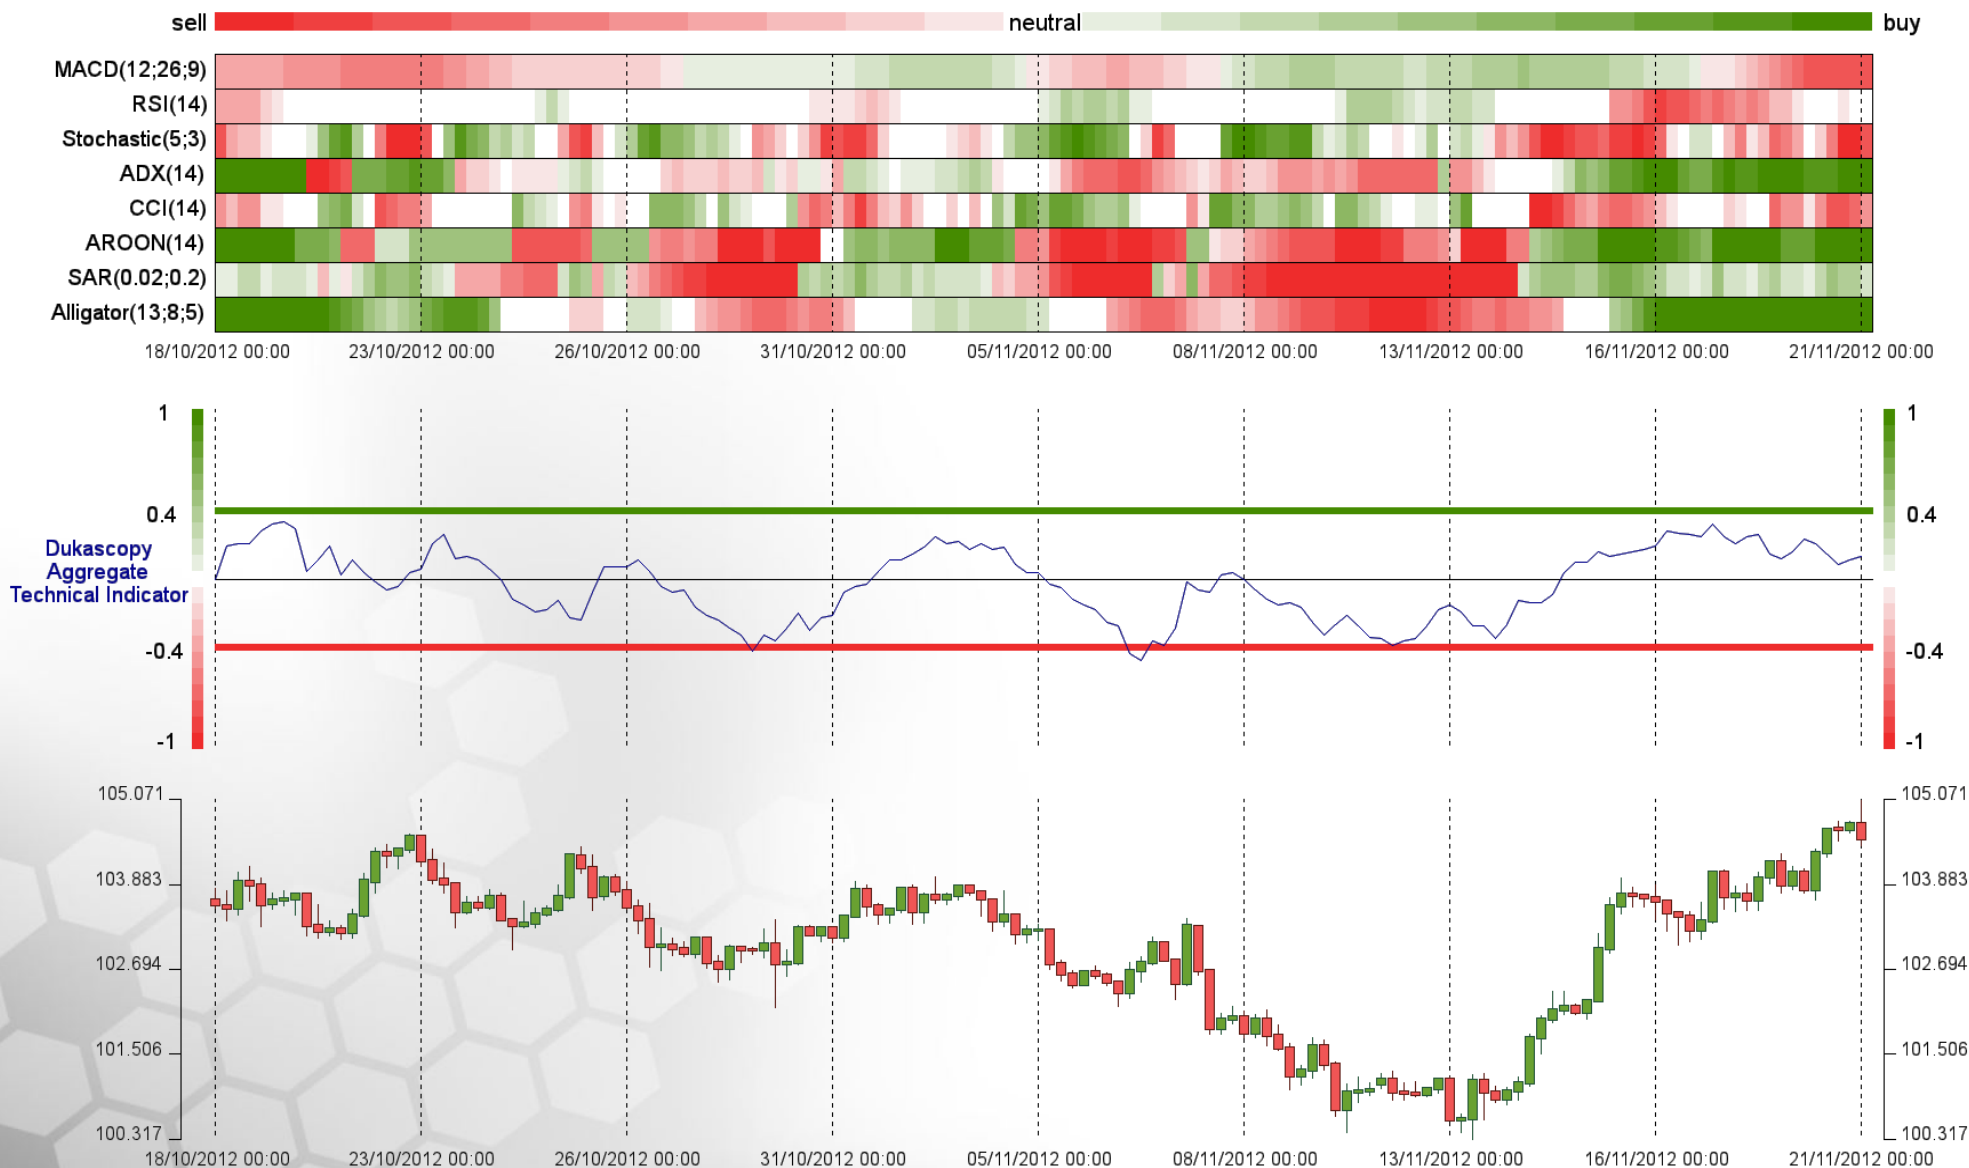 sell neutral buy
MACD(12;26;9)
RSI(14)
Stochastic(5;3)
ADX(14)
CCI(14)
AROON(14)
SAR(0.02;0.2)
Alligator(13;8;5)
18/10/2012 00:00 23/10/2012 00:00 26/10/2012 00:00 31/10/2012 00:00 05/11/2012 00:00 08/11/2012 00:00 13/11/2012 00:00 16/11/2012 00:00 21/11/2012 00:00
1 1
0.4 0.4
Dukascopy
Aggregate
Technical Indicator
-0.4 -0.4
-1 -1
105.071 105.071
103.883 103.883
102.694 102.694
101.506 101.506
100.317 100.317
18/10/2012 00:00 23/10/2012 00:00 26/10/2012 00:00 31/10/2012 00:00 05/11/2012 00:00 08/11/2012 00:00 13/11/2012 00:00 16/11/2012 00:00 21/11/2012 00:00